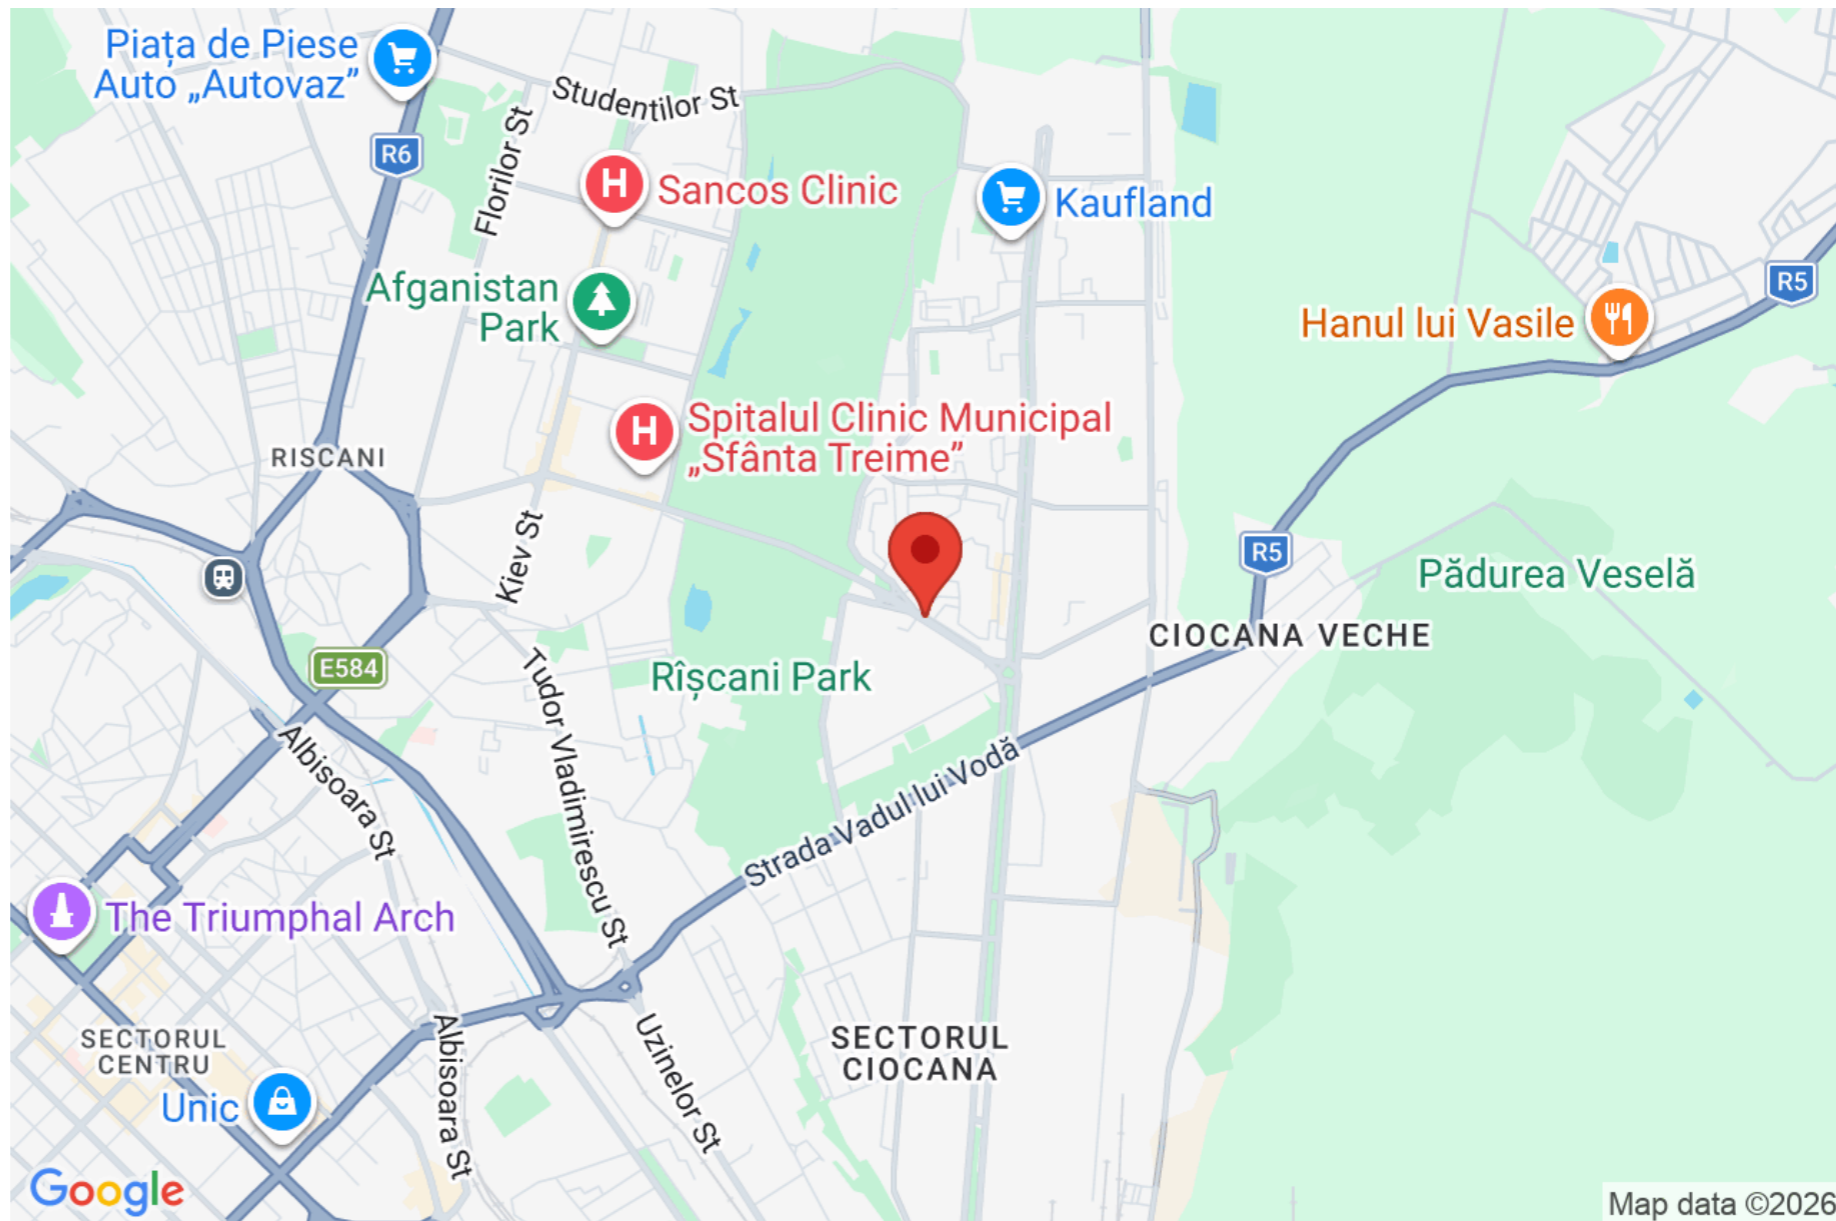 Piața de Piese
Auto „Autovaz”
R6
Florilor St
Studenților St
H
Sancos Clinic
Kaufland
Afganistan
Park
R5
Hanul lui Vasile
H
Spitalul Clinic Municipal
„Sfânta Treime”
RISCANI
Kiev St
R5
Pădurea Veselă
CIOCANA VECHE
E584
Rîșcani Park
Tudor Vladimirescu St
Albisoara St
Strada Vadul lui Vodă
The Triumphal Arch
SECTORUL
CENTRU
Albisoara St
Uzinelor St
SECTORUL
CIOCANA
Unic
Google
Map data ©2026